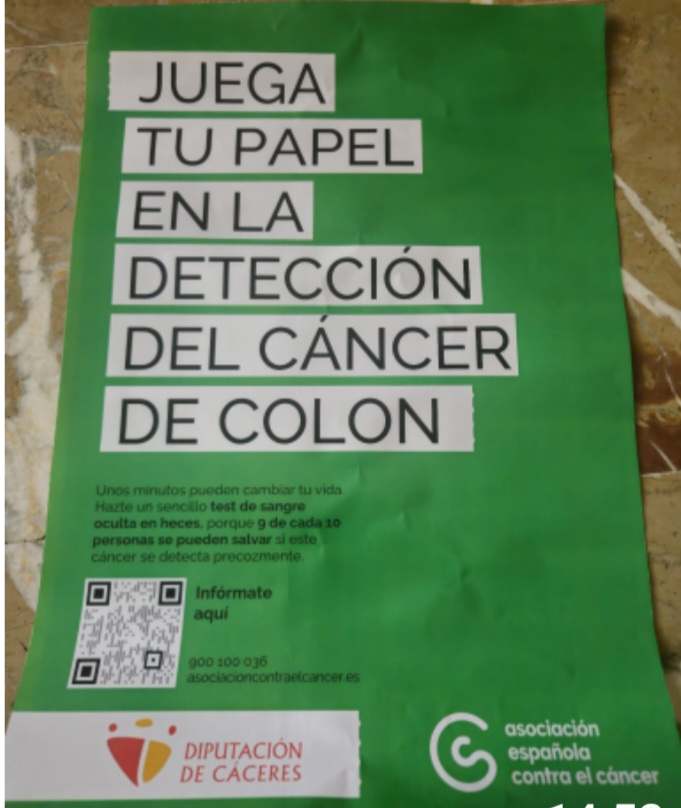 JUEGA
TU PAPEL
EN LA
DETECCIÓN
DEL CÁNCER
DE COLON
Unos minutos pueden cambiar tu vida.
Hazte un sencillo test de sangre
oculta en heces, porque 9 de cada 10
personas se pueden salvar si este
cáncer se detecta precozmente.
Infórmate
aquí
900 100 036
asociacioncontraelcancer.es
DIPUTACIÓN
DE CÁCERES
asociación
española
contra el cáncer